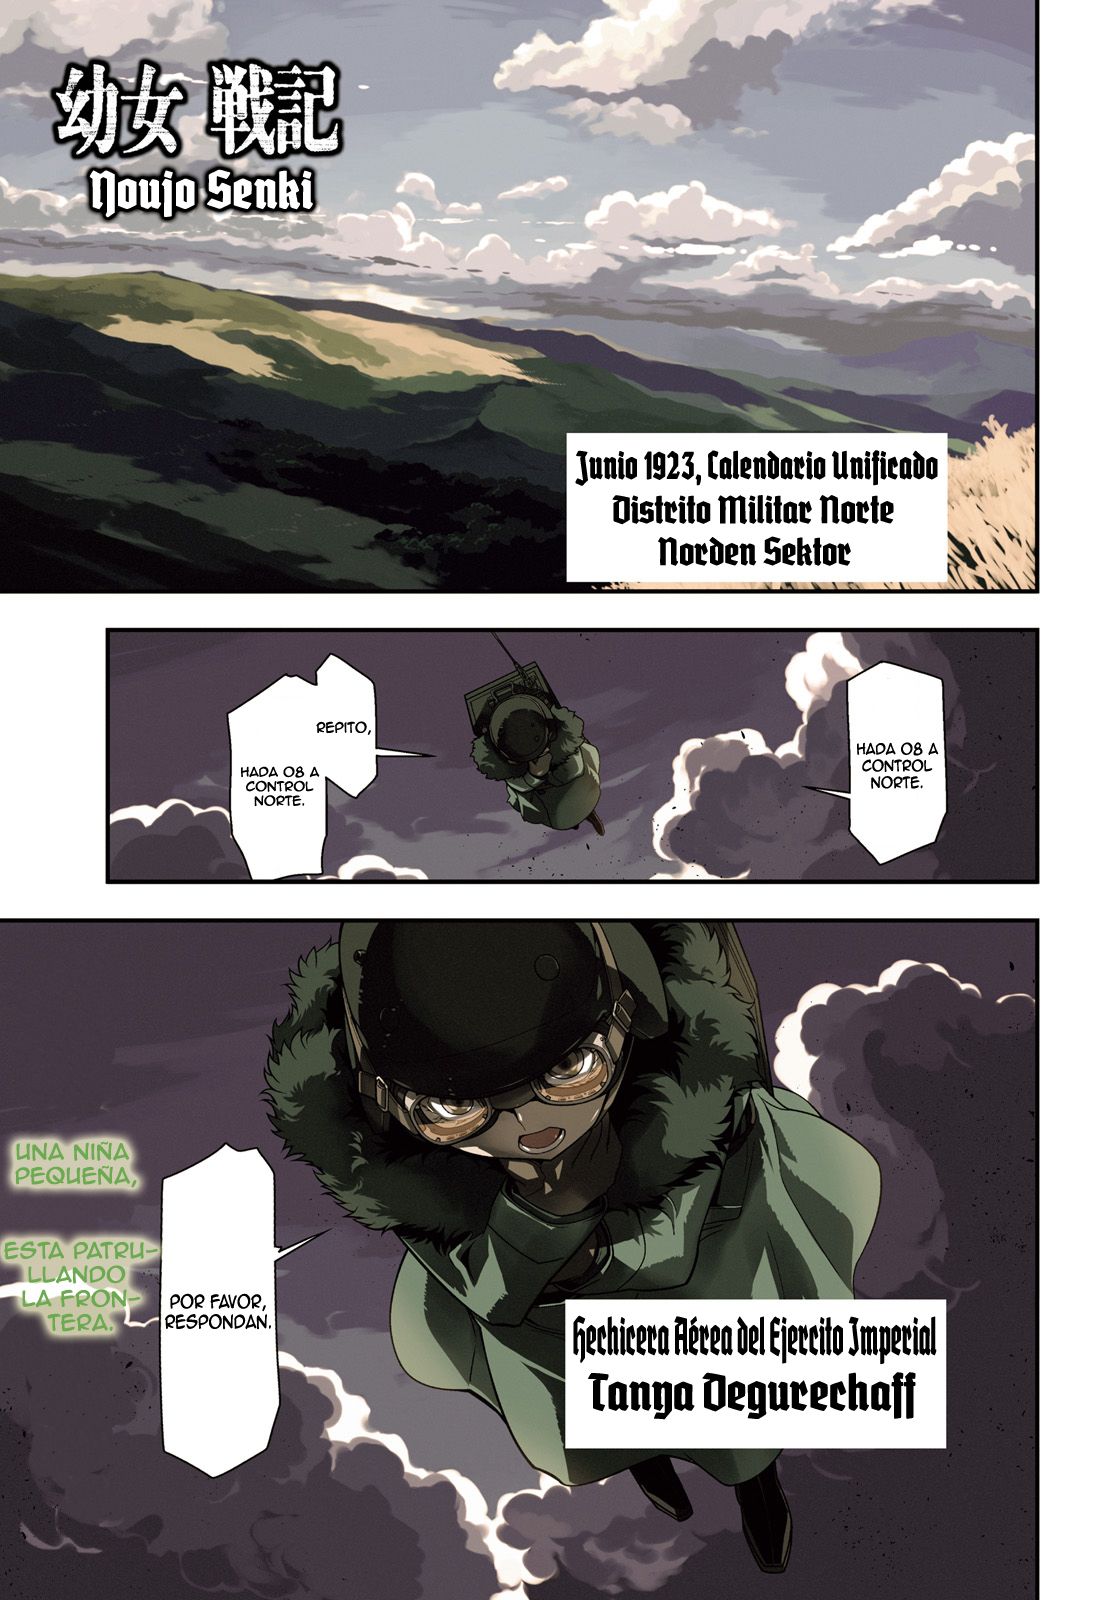 幼女 戦記
Noujo Senki
Junio 1923, Calendario Unificado
Distrito Militar Norte
Norden Sektor
HADA 08 A
CONTROL
NORTE.
REPITO,
HADA 08 A
CONTROL
NORTE.
POR FAVOR,
RESPONDAN.
Hechicera Aérea del Ejercito Imperial
Tanya Degurechaff
UNA NIÑA
PEQUEÑA,
ESTA PATRU-
LLANDO
LA FRON-
TERA.